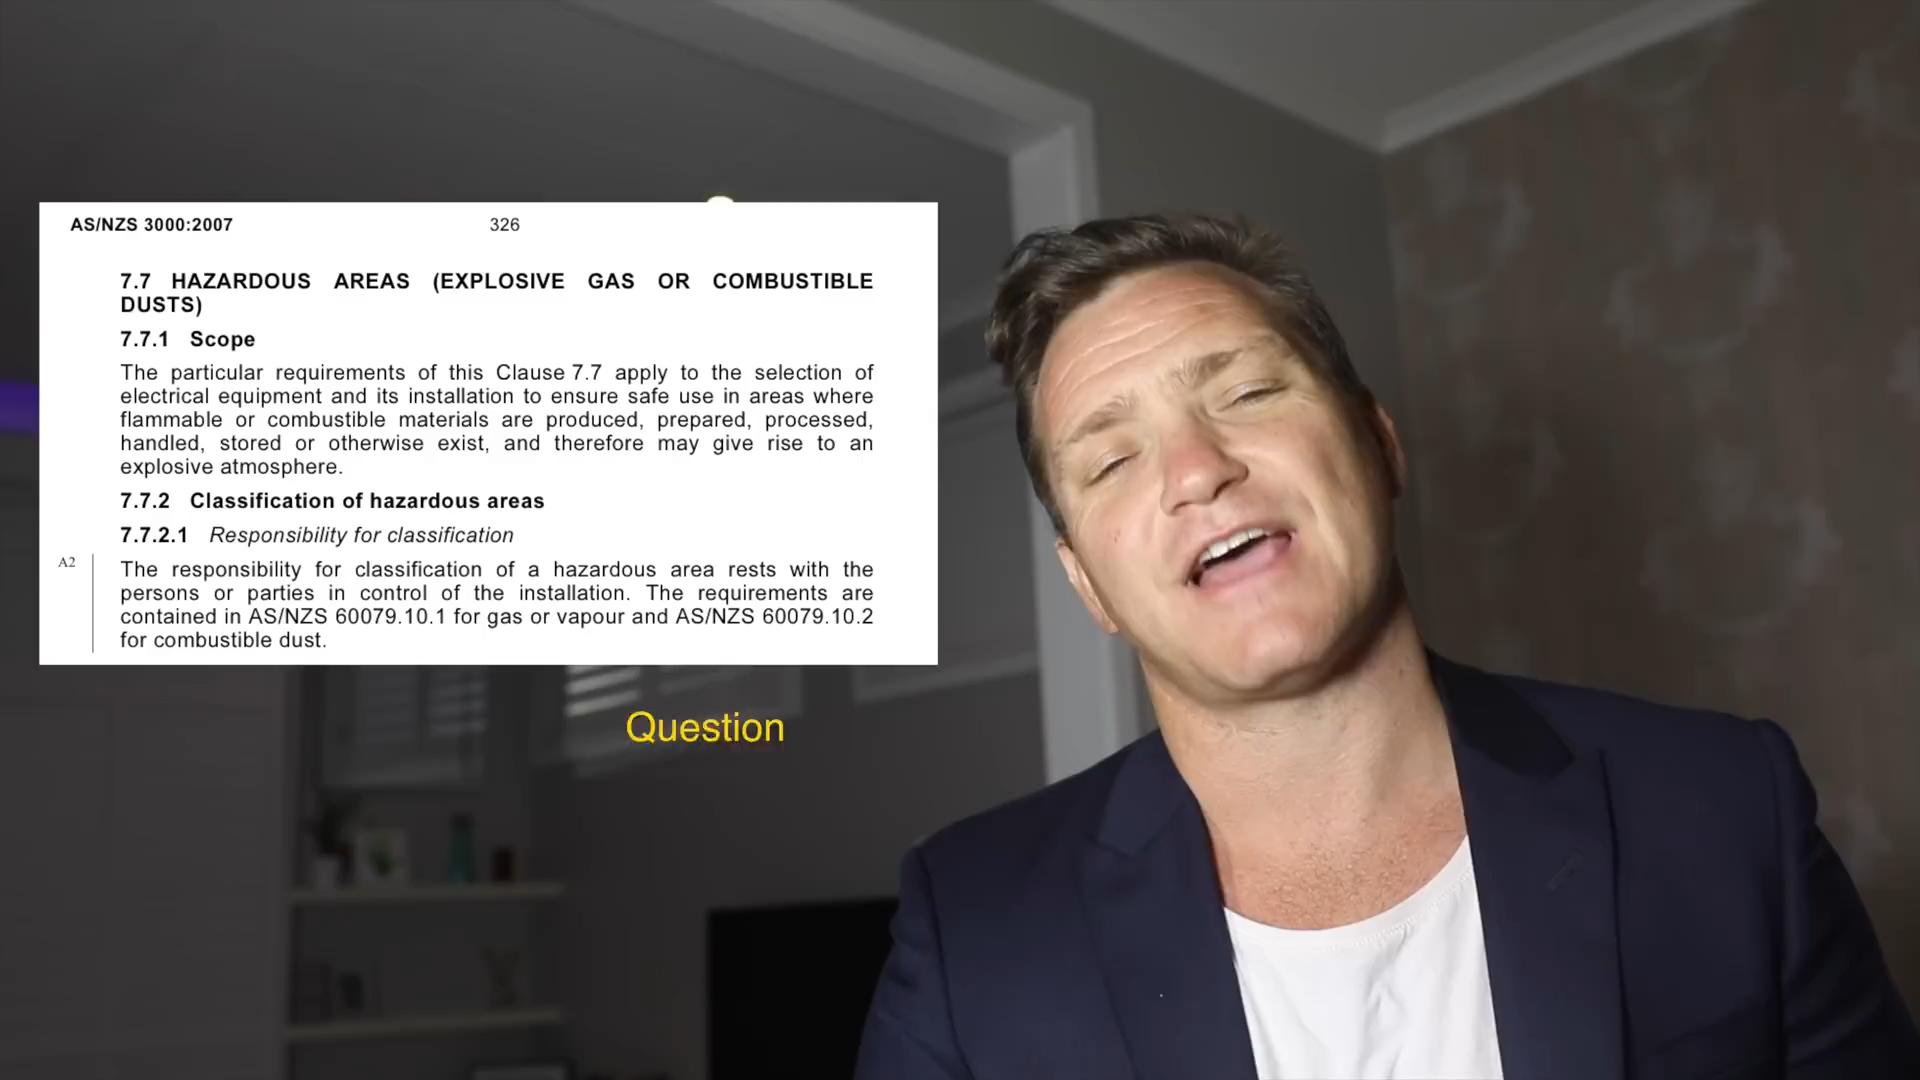 AS/NZS 3000:2007
326
7.7 HAZARDOUS AREAS (EXPLOSIVE GAS OR COMBUSTIBLE
DUSTS)
7.7.1 Scope
The particular requirements of this Clause 7.7 apply to the selection of
electrical equipment and its installation to ensure safe use in areas where
flammable or combustible materials are produced, prepared, processed,
handled, stored or otherwise exist, and therefore may give rise to an
explosive atmosphere.
7.7.2 Classification of hazardous areas
7.7.2.1 Responsibility for classification
A2
The responsibility for classification of a hazardous area rests with the
persons or parties in control of the installation. The requirements are
contained in AS/NZS 60079.10.1 for gas or vapour and AS/NZS 60079.10.2
for combustible dust.
Question